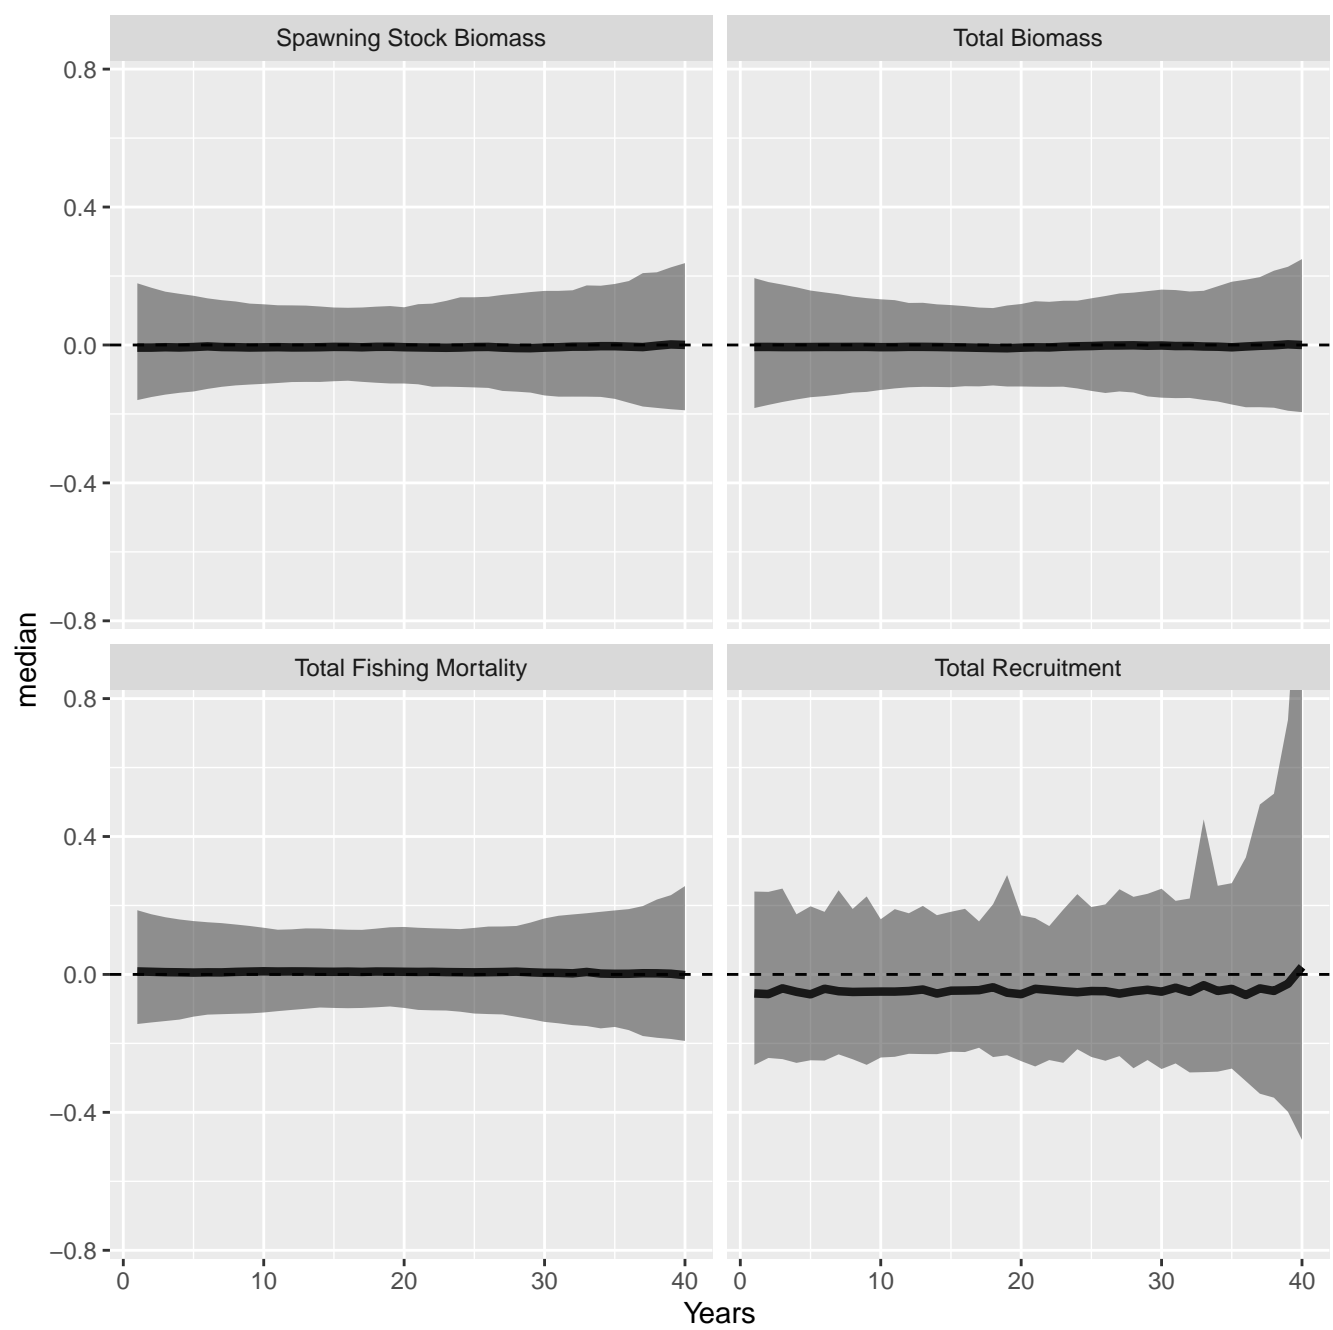 Spawning Stock Biomass
Total Biomass
0.8
0.4
0.0
−0.4
−0.8
median
Total Fishing Mortality
Total Recruitment
0.8
0.4
0.0
−0.4
−0.8
0 10 20 30 40
0 10 20 30 40
Years